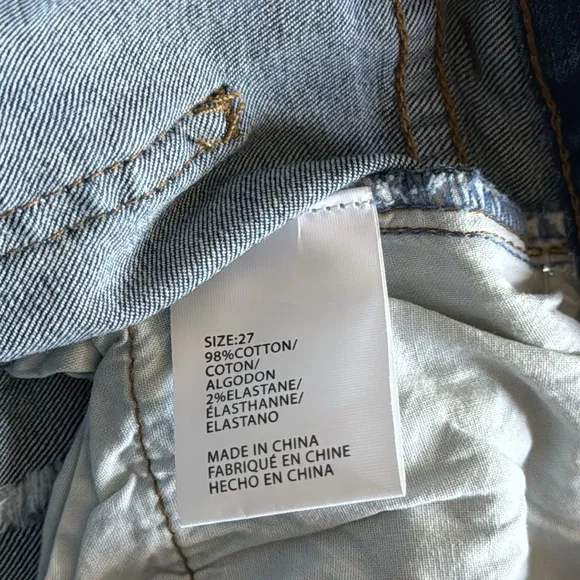 SIZE:27
98%COTTON/
COTON/
ALGODON
2%ELASTANE/
ÉLASTHANNE/
ELASTANO
MADE IN CHINA
FABRIQUÉ EN CHINE
HECHO EN CHINA